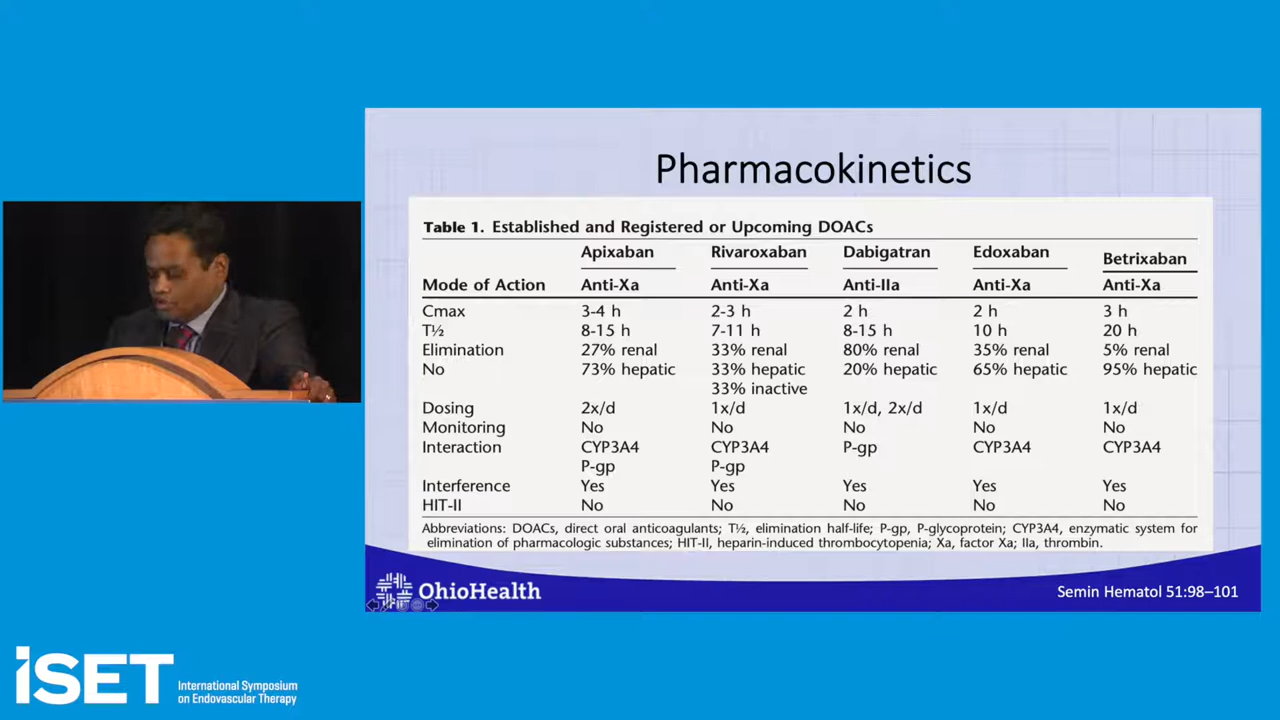 Pharmacokinetics
Table 1. Established and Registered or Upcoming DOACs
Apixaban Rivaroxaban Dabigatran Edoxaban Betrixaban
Mode of Action Anti-Xa Anti-Xa Anti-IIa Anti-Xa Anti-Xa
Cmax 3-4 h 2-3 h 2 h 2 h 3 h
T½ 8-15 h 7-11 h 8-15 h 10 h 20 h
Elimination 27% renal 33% renal 80% renal 35% renal 5% renal
No 73% hepatic 33% hepatic 20% hepatic 65% hepatic 95% hepatic
33% inactive
Dosing 2x/d 1x/d 1x/d, 2x/d 1x/d 1x/d
Monitoring No No No No No
Interaction CYP3A4 CYP3A4 P-gp CYP3A4 CYP3A4
P-gp P-gp
Interference Yes Yes Yes Yes Yes
HIT-II No No No No No
Abbreviations: DOACs, direct oral anticoagulants; T½, elimination half-life; P-gp, P-glycoprotein; CYP3A4, enzymatic system for
elimination of pharmacologic substances; HIT-II, heparin-induced thrombocytopenia; Xa, factor Xa; IIa, thrombin.
OhioHealth
Semin Hematol 51:98–101
iSET
International Symposium
on Endovascular Therapy